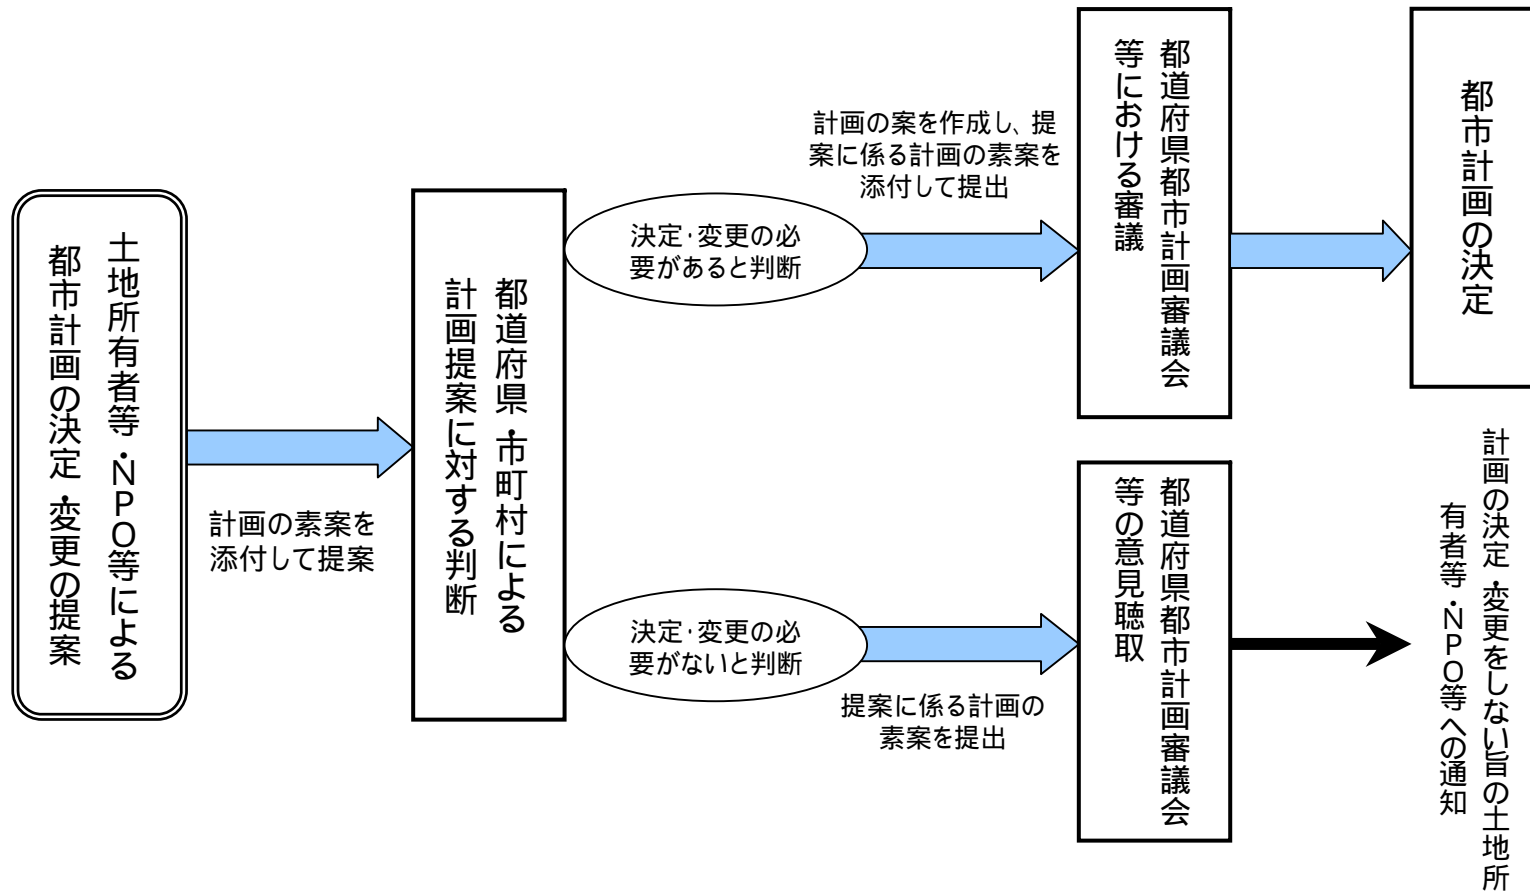 土地所有者等・NPO等による
都市計画の決定・変更の提案
計画の素案を
添付して提案
都道府県・市町村による
計画提案に対する判断
決定・変更の必
要があると判断
計画の案を作成し、提
案に係る計画の素案を
添付して提出
都道府県都市計画審議会
等における審議
都市計画の決定
決定・変更の必
要がないと判断
提案に係る計画の
素案を提出
都道府県都市計画審議会
等の意見聴取
計画の決定・変更をしない旨の土地所
有者等・NPO等への通知